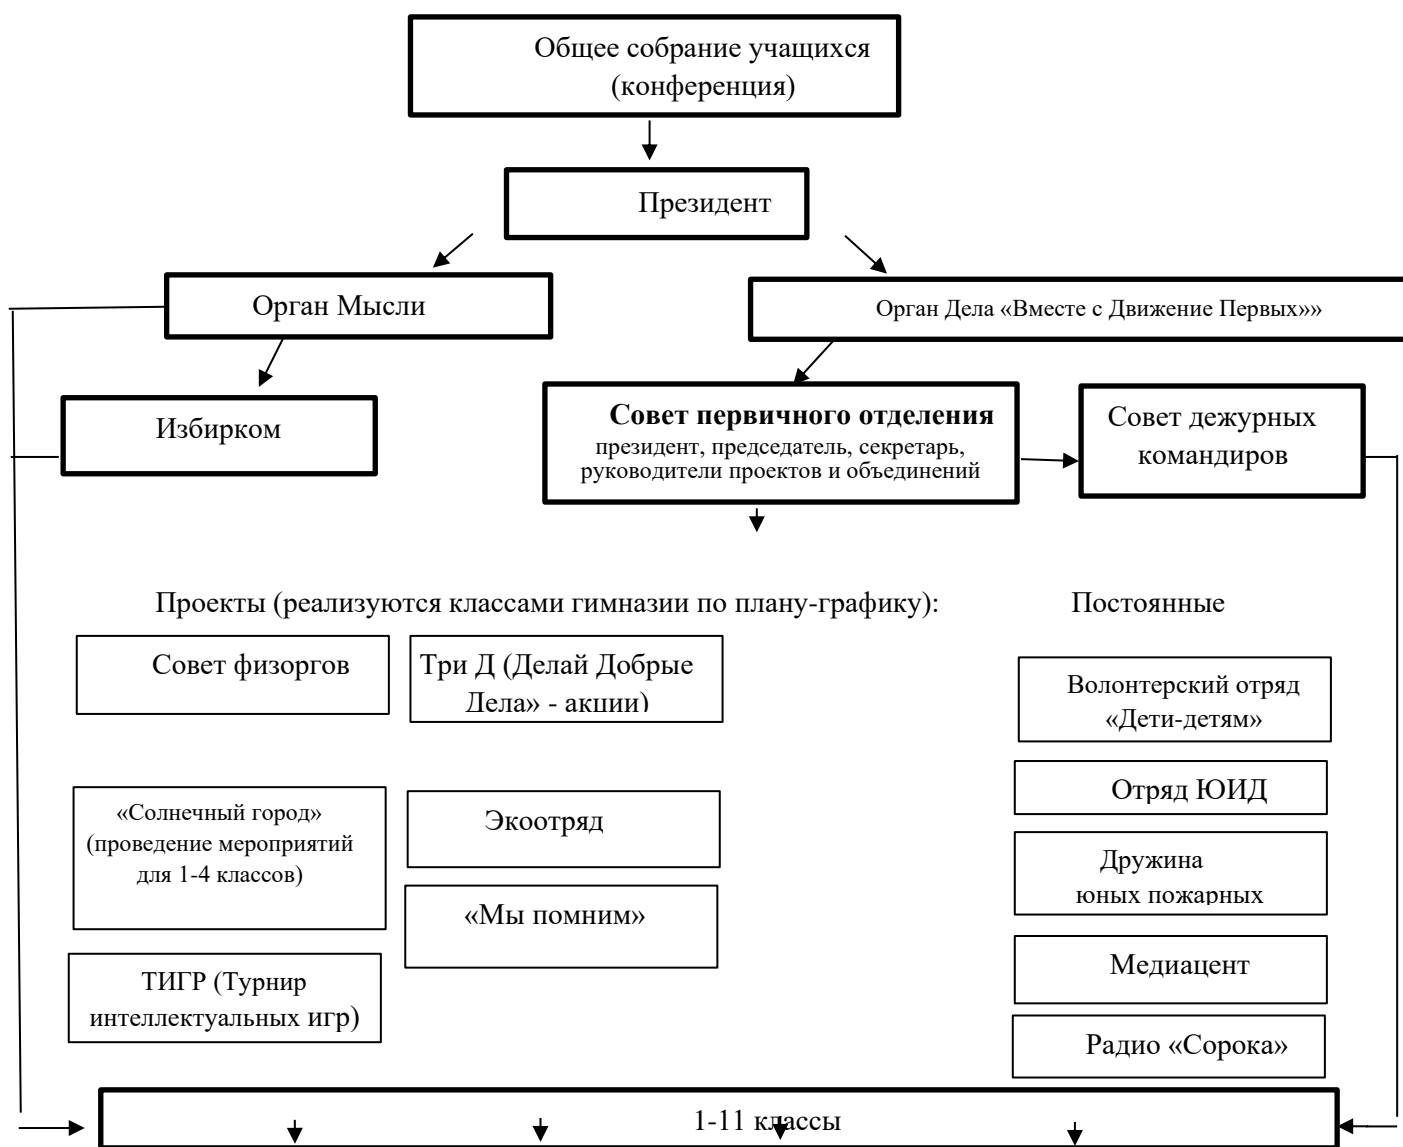 Общее собрание учащихся
(конференция)
Президент
Орган Мысли
Орган Дела «Вместе с Движение Первых»»
Избирком
Совет первичного отделения
президент, председатель, секретарь,
руководители проектов и объединений
Совет дежурных
командиров
Проекты (реализуются классами гимназии по плану-графику):
Постоянные
Совет физоргов
Три Д (Делай Добрые
Дела» - акции)
Волонтерский отряд
«Дети-детям»
«Солнечный город»
(проведение мероприятий
для 1-4 классов)
Экоотряд
Отряд ЮИД
«Мы помним»
Дружина
юных пожарных
ТИГР (Турнир
интеллектуальных игр)
Медиацент
Радио «Сорока»
1-11 классы